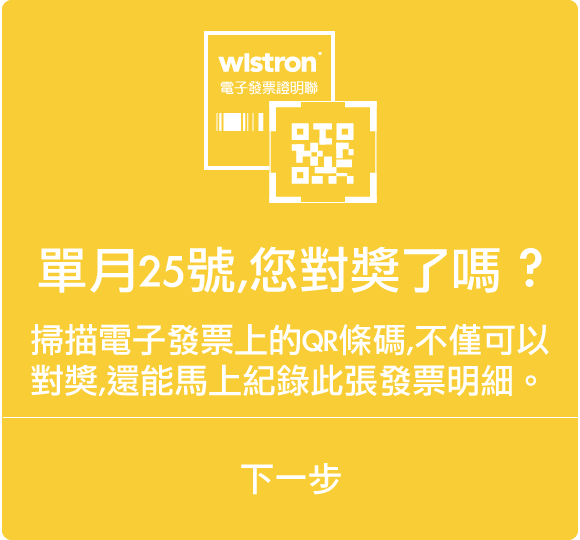 wistron
電子發票證明聯
單月25號,您對獎了嗎？
掃描電子發票上的QR條碼,不僅可以
對獎,還能馬上紀錄此張發票明細。
下一步